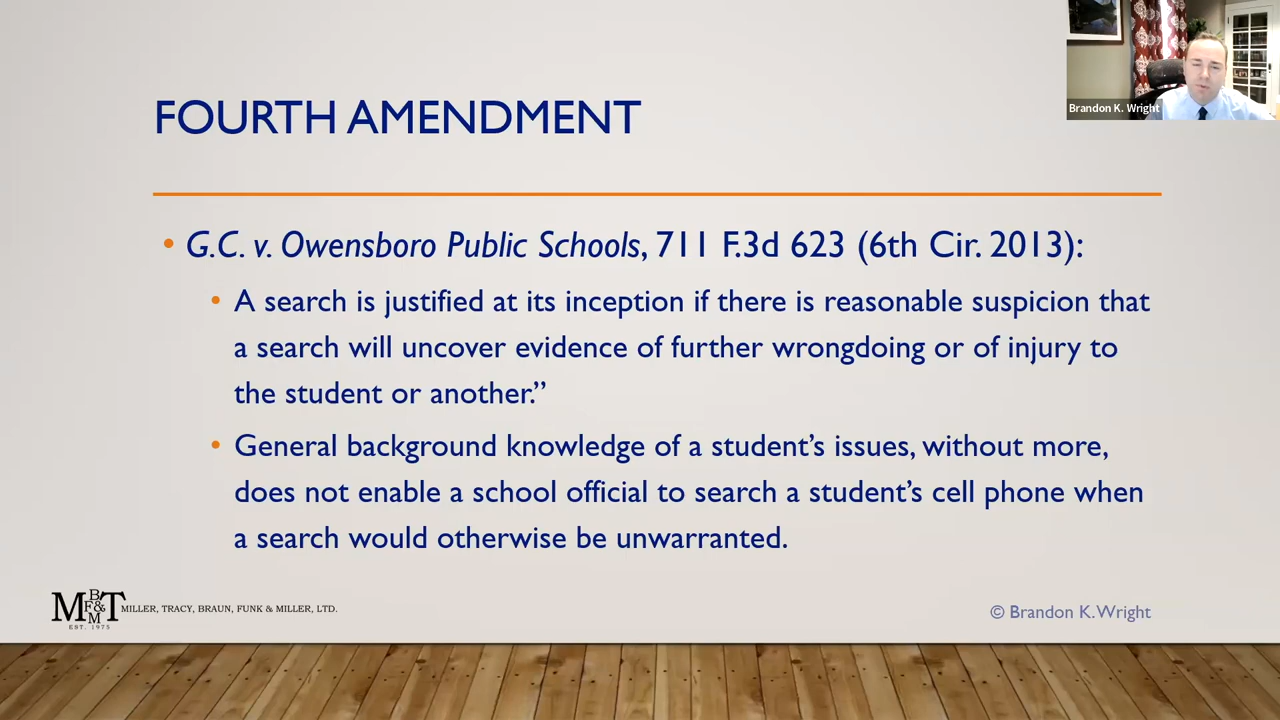 Brandon K. Wright
FOURTH AMENDMENT
• G.C. v. Owensboro Public Schools, 711 F.3d 623 (6th Cir. 2013):
• A search is justified at its inception if there is reasonable suspicion that
a search will uncover evidence of further wrongdoing or of injury to
the student or another.”
• General background knowledge of a student’s issues, without more,
does not enable a school official to search a student’s cell phone when
a search would otherwise be unwarranted.
MBF&MT
EST. 1975
MILLER, TRACY, BRAUN, FUNK & MILLER, LTD.
© Brandon K. Wright